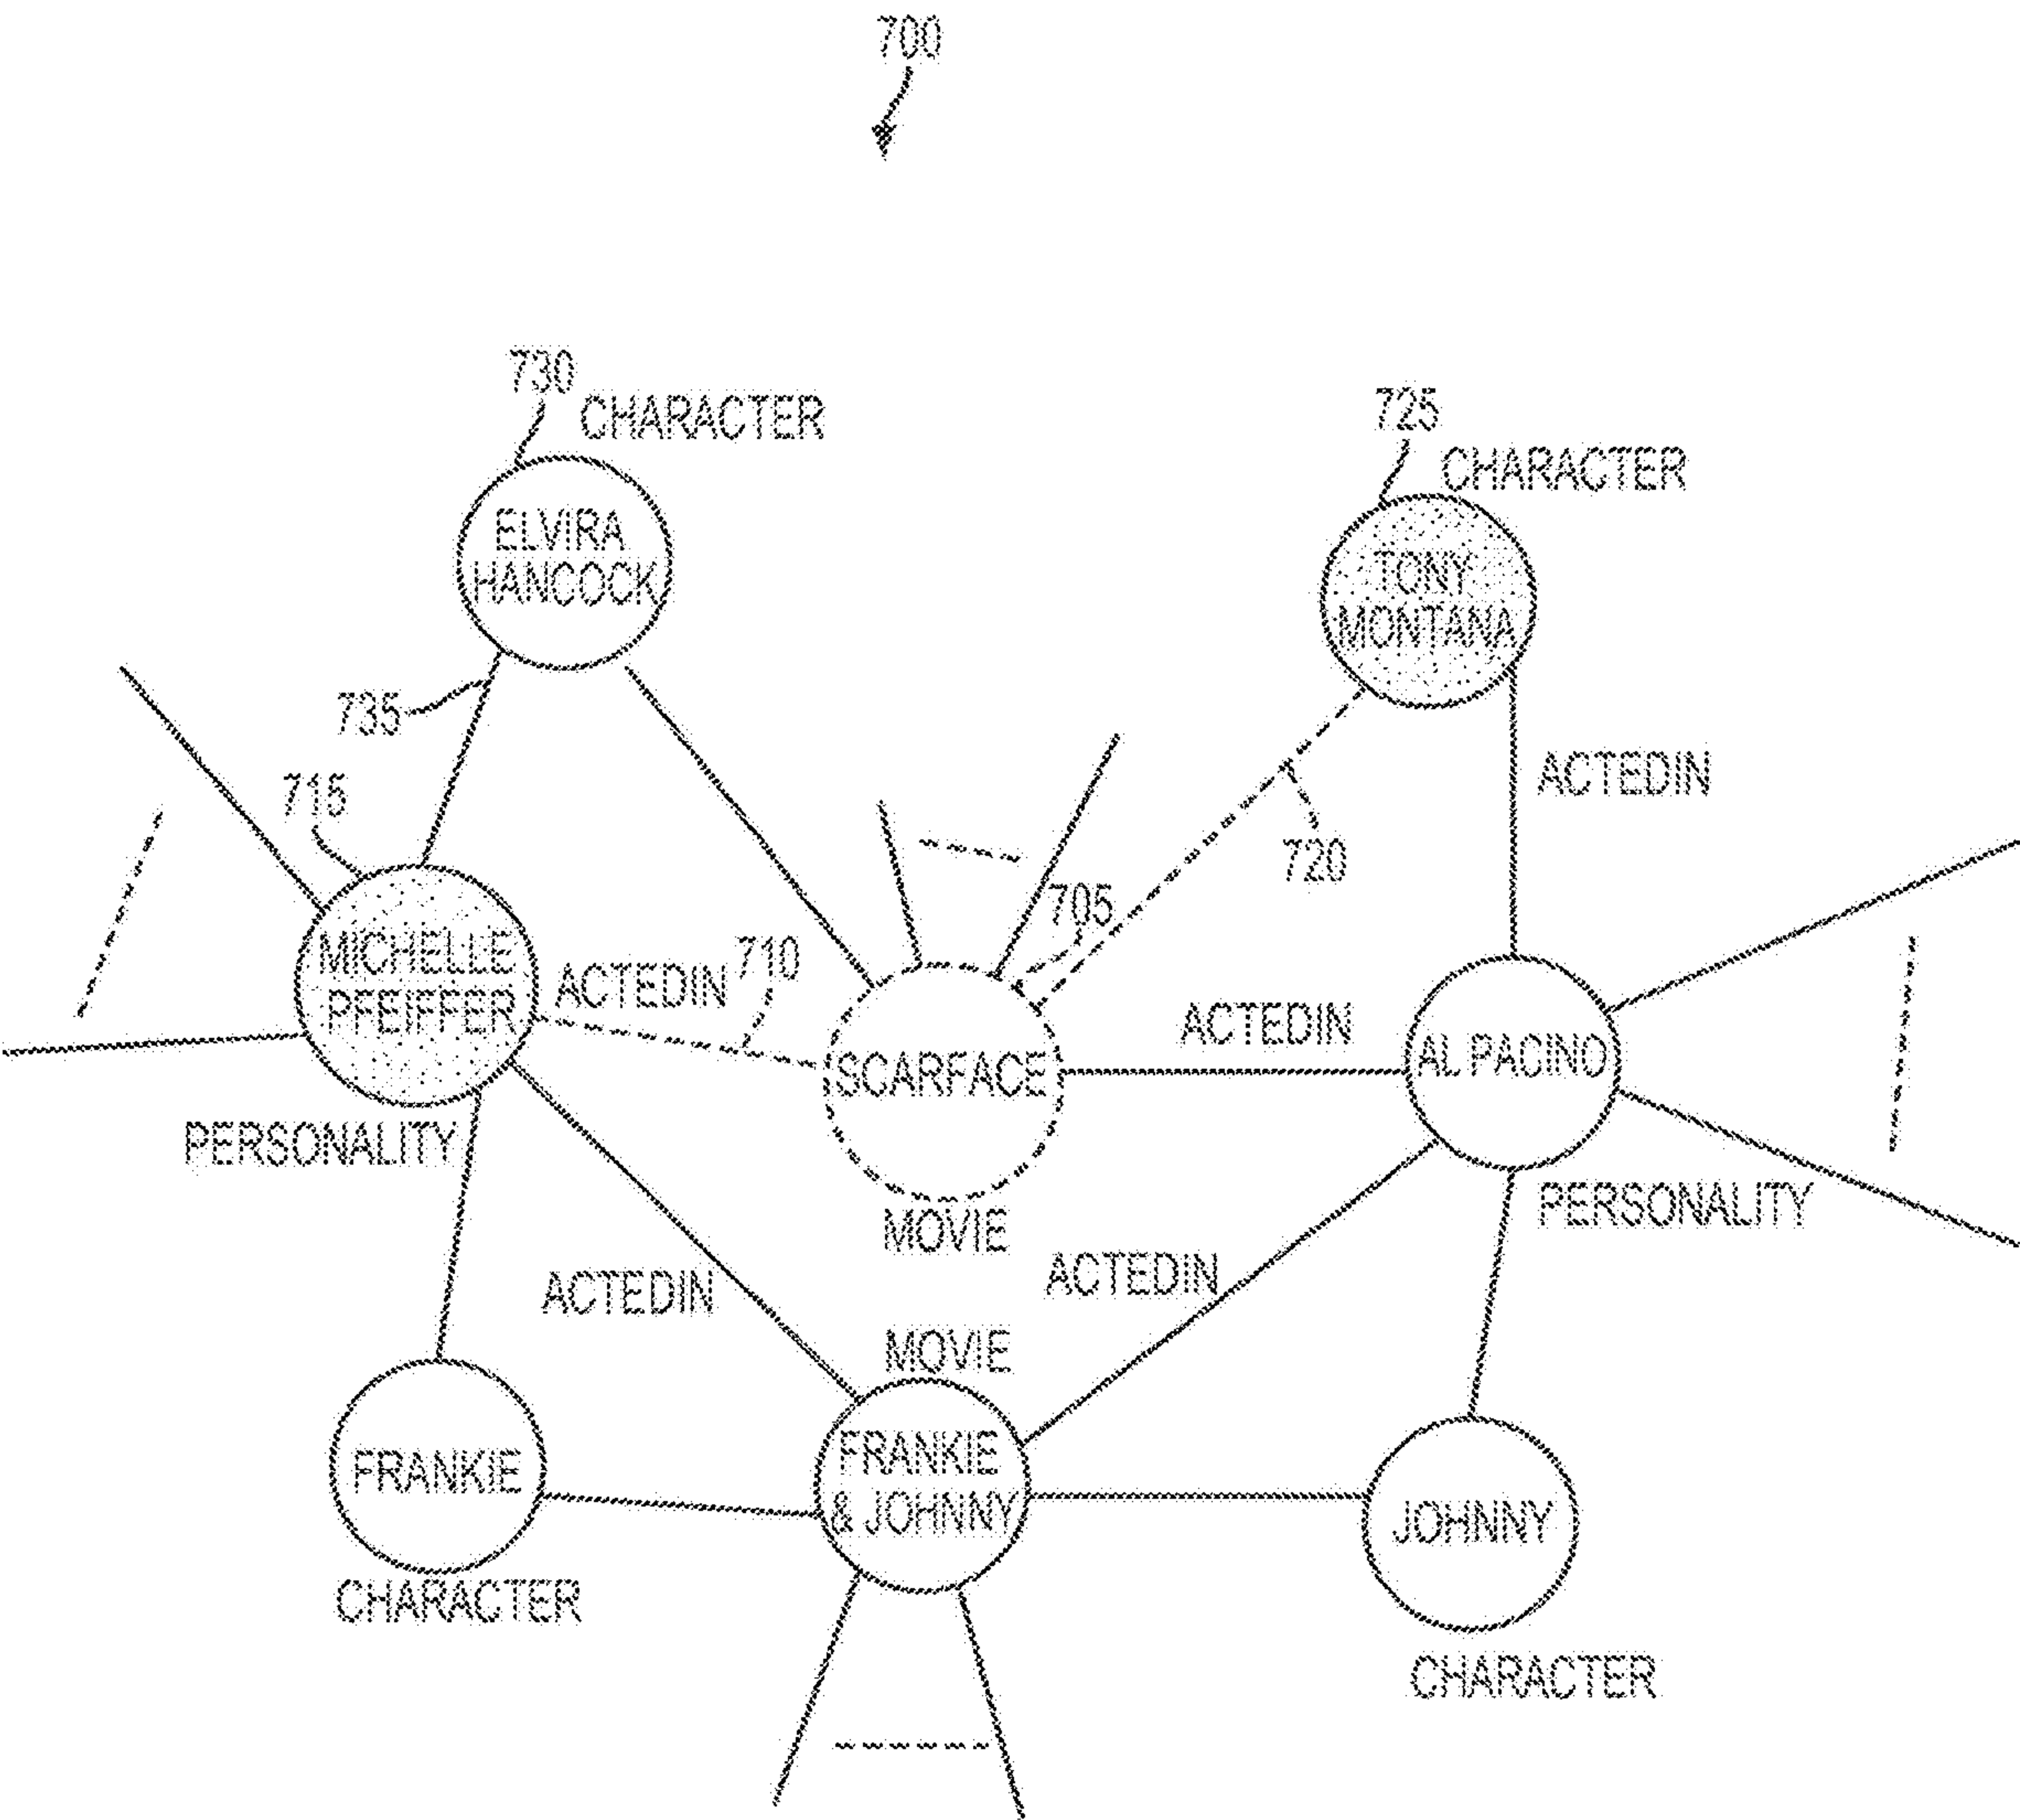 700
730
CHARACTER
725
CHARACTER
ELVIRA
HANCOCK
TONY
MONTANA
735
715
ACTEDIN
720
705
MICHELLE
PFEIFFER
ACTEDIN
710
SCARFACE
ACTEDIN
AL PACINO
PERSONALITY
MOVIE
PERSONALITY
ACTEDIN
ACTEDIN
MOVIE
FRANKIE
FRANKIE
& JOHNNY
JOHNNY
CHARACTER
CHARACTER